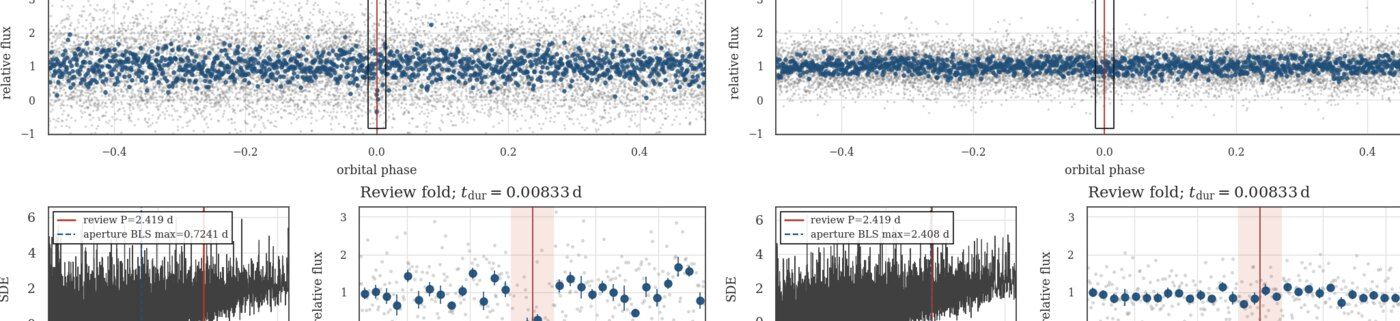 3
2
1
0
−1
relative flux
−0.4
−0.2
0.0
0.2
0.4
orbital phase
2
1
0
−1
relative flux
−0.4
−0.2
0.0
0.2
0.4
orbital phase
6
4
2
0
SDE
review P=2.419 d
aperture BLS max=0.7241 d
Review fold; t_dur = 0.00833 d
3
2
1
relative flux
6
4
2
0
SDE
review P=2.419 d
aperture BLS max=2.408 d
Review fold; t_dur = 0.00833 d
3
2
1
relative flux